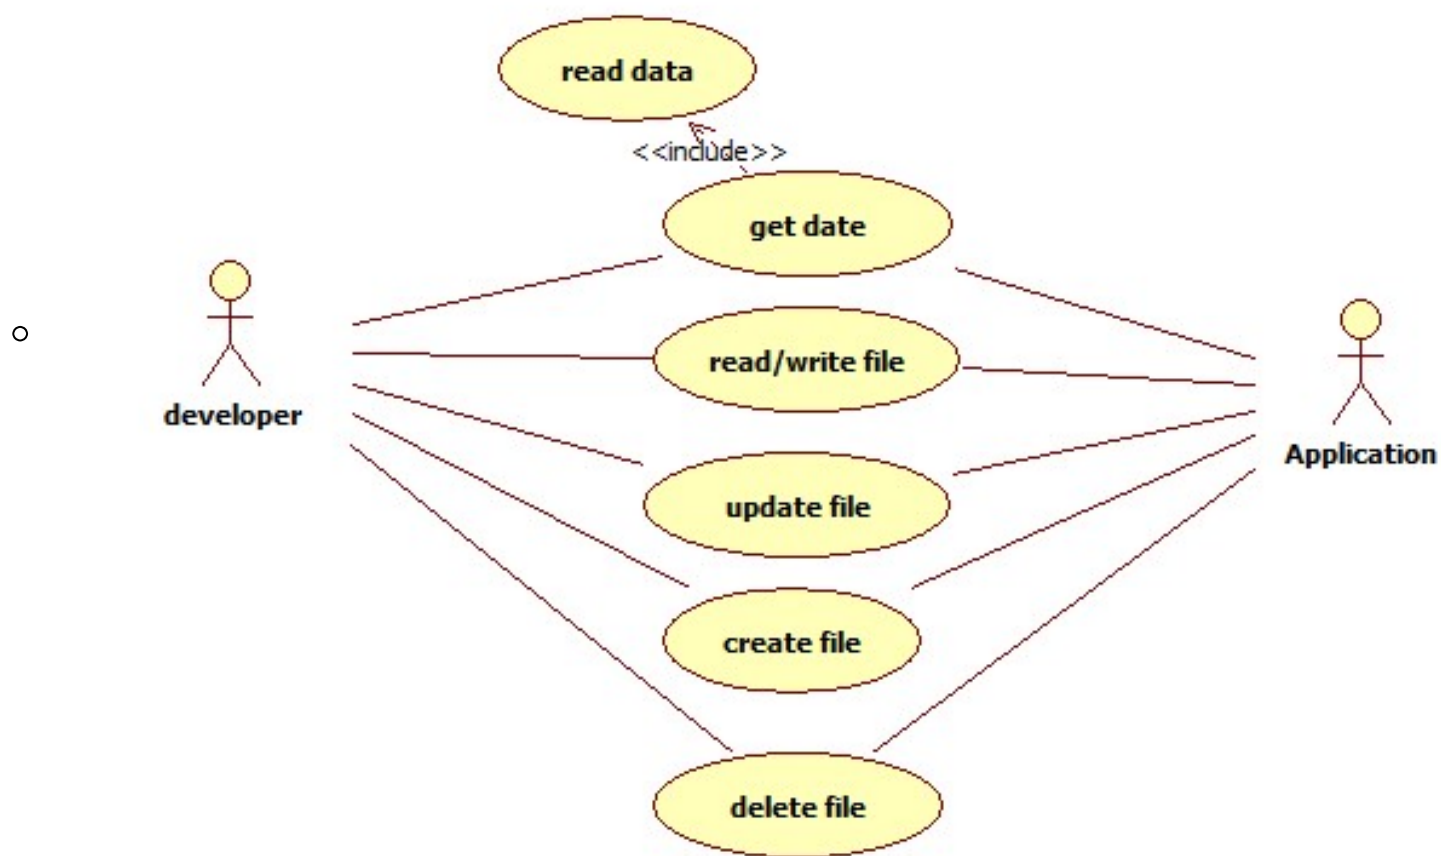 read data
<<include>>
get date
read/write file
developer
Application
update file
create file
delete file